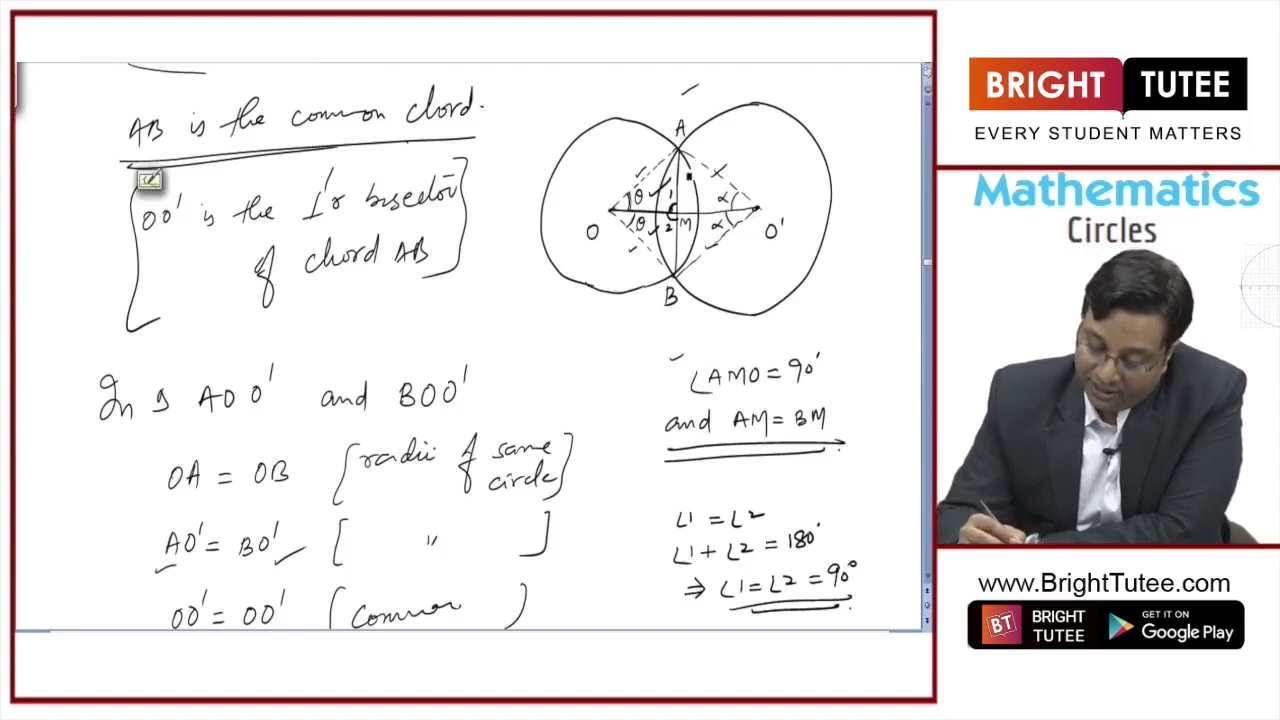 AB is the common chord.
OO' is the ⊥'r bisector
of chord AB
A
θ
θ
1
2
M
α
α
O
O'
B
In s AOO' and BOO'
OA = OB [radii of same circle]
AO' = BO' [ " ]
OO' = OO' (common)
∠AMO = 90°
and AM = BM
∠1 = ∠2
∠1 + ∠2 = 180°
⇒ ∠1 = ∠2 = 90°
BRIGHT TUTEE
EVERY STUDENT MATTERS
Mathematics
Circles
www.BrightTutee.com
BT BRIGHT TUTEE
GET IT ON
Google Play